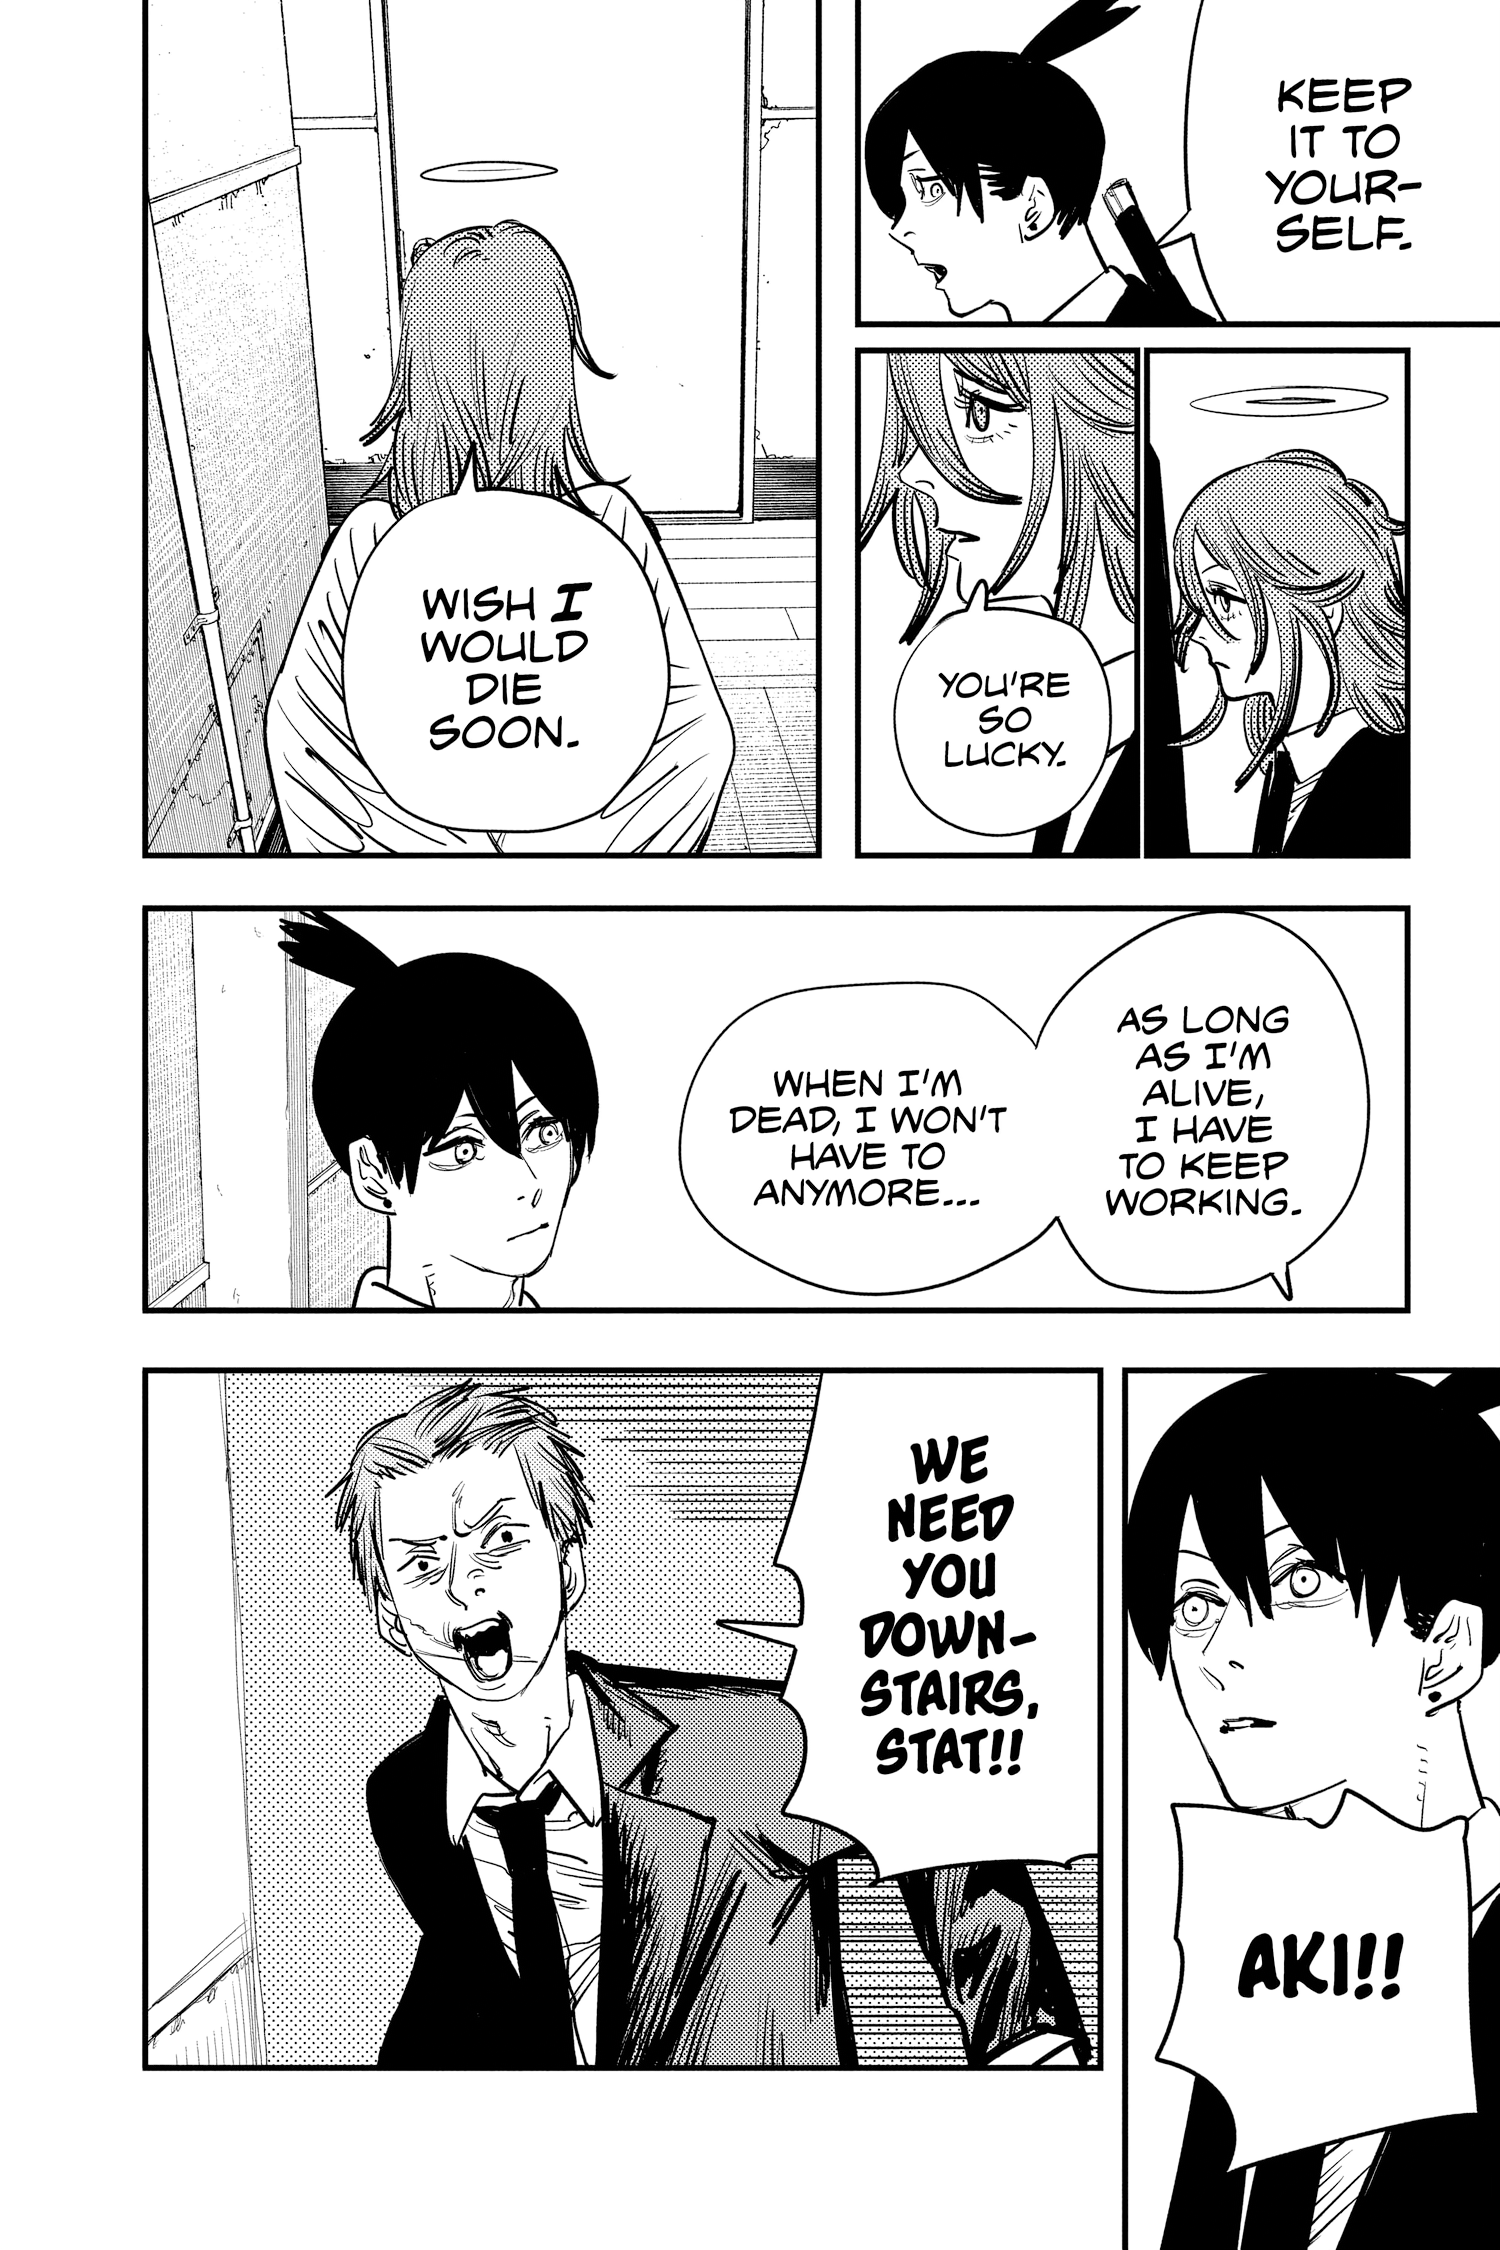 KEEP
IT TO
YOUR-
SELF.
YOU'RE
SO
LUCKY.
WISH I
WOULD
DIE
SOON.
AS LONG
AS I'M
ALIVE,
I HAVE
TO KEEP
WORKING.
WHEN I'M
DEAD, I WON'T
HAVE TO
ANYMORE...
AKI!!
WE
NEED
YOU
DOWN-
STAIRS,
STAT!!